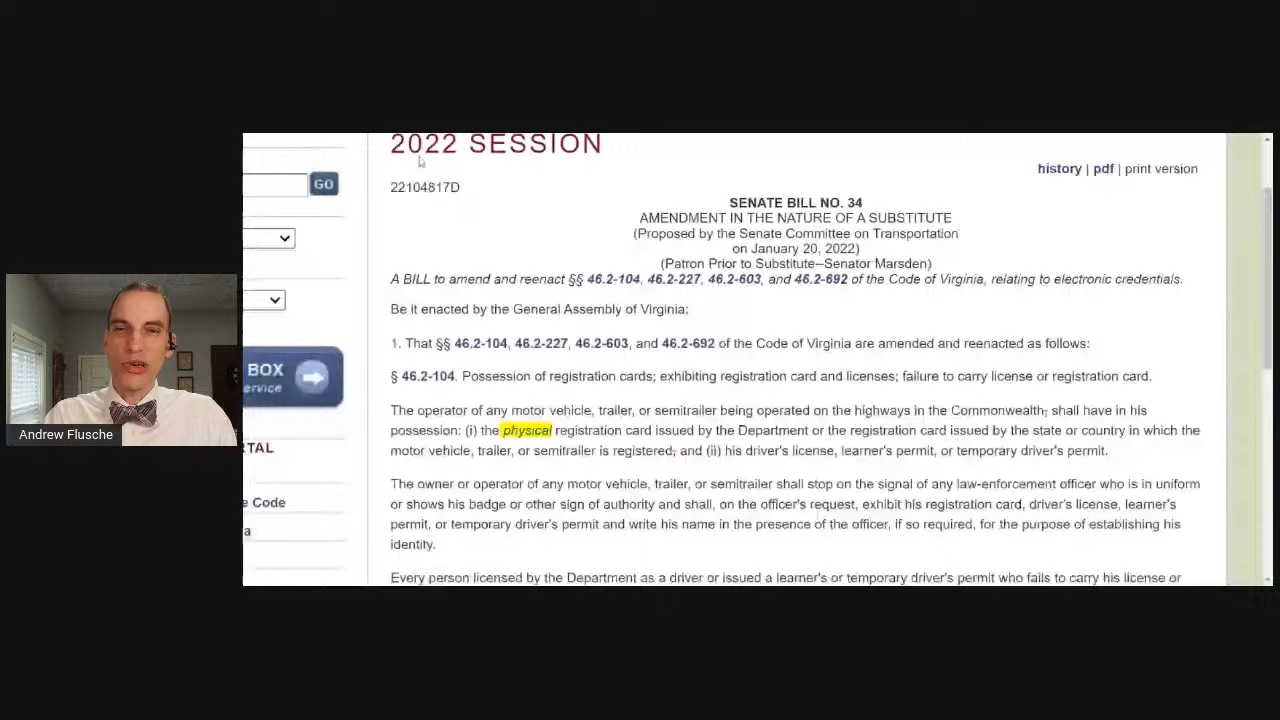 2022 SESSION
history | pdf | print version
GO
22104817D
SENATE BILL NO. 34
AMENDMENT IN THE NATURE OF A SUBSTITUTE
(Proposed by the Senate Committee on Transportation
on January 20, 2022)
(Patron Prior to Substitute--Senator Marsden)
A BILL to amend and reenact §§ 46.2-104, 46.2-227, 46.2-603, and 46.2-692 of the Code of Virginia, relating to electronic credentials.
Be it enacted by the General Assembly of Virginia:
1. That §§ 46.2-104, 46.2-227, 46.2-603, and 46.2-692 of the Code of Virginia are amended and reenacted as follows:
§ 46.2-104. Possession of registration cards; exhibiting registration card and licenses; failure to carry license or registration card.
The operator of any motor vehicle, trailer, or semitrailer being operated on the highways in the Commonwealth, shall have in his
possession: (i) the physical registration card issued by the Department or the registration card issued by the state or country in which the
motor vehicle, trailer, or semitrailer is registered, and (ii) his driver's license, learner's permit, or temporary driver's permit.
The owner or operator of any motor vehicle, trailer, or semitrailer shall stop on the signal of any law-enforcement officer who is in uniform
or shows his badge or other sign of authority and shall, on the officer's request, exhibit his registration card, driver's license, learner's
permit, or temporary driver's permit and write his name in the presence of the officer, if so required, for the purpose of establishing his
identity.
Every person licensed by the Department as a driver or issued a learner's or temporary driver's permit who fails to carry his license or
BOX
ervice
TAL
e Code
a
Andrew Flusche